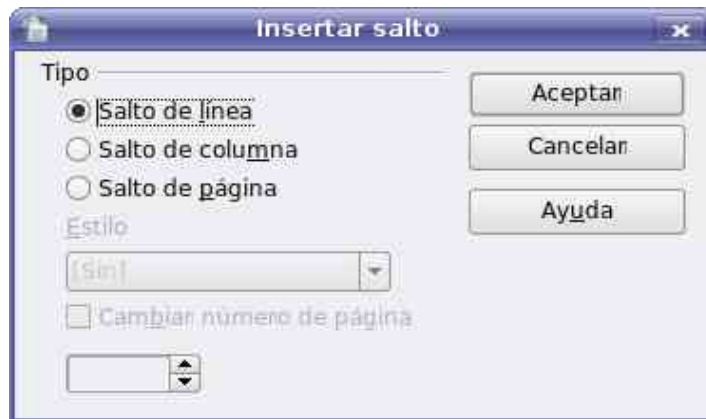 Insertar salto
Tipo
Salto de línea
Salto de columna
Salto de página
Estilo
[Sin]
Cambiar número de página
Aceptar
Cancelar
Ayuda